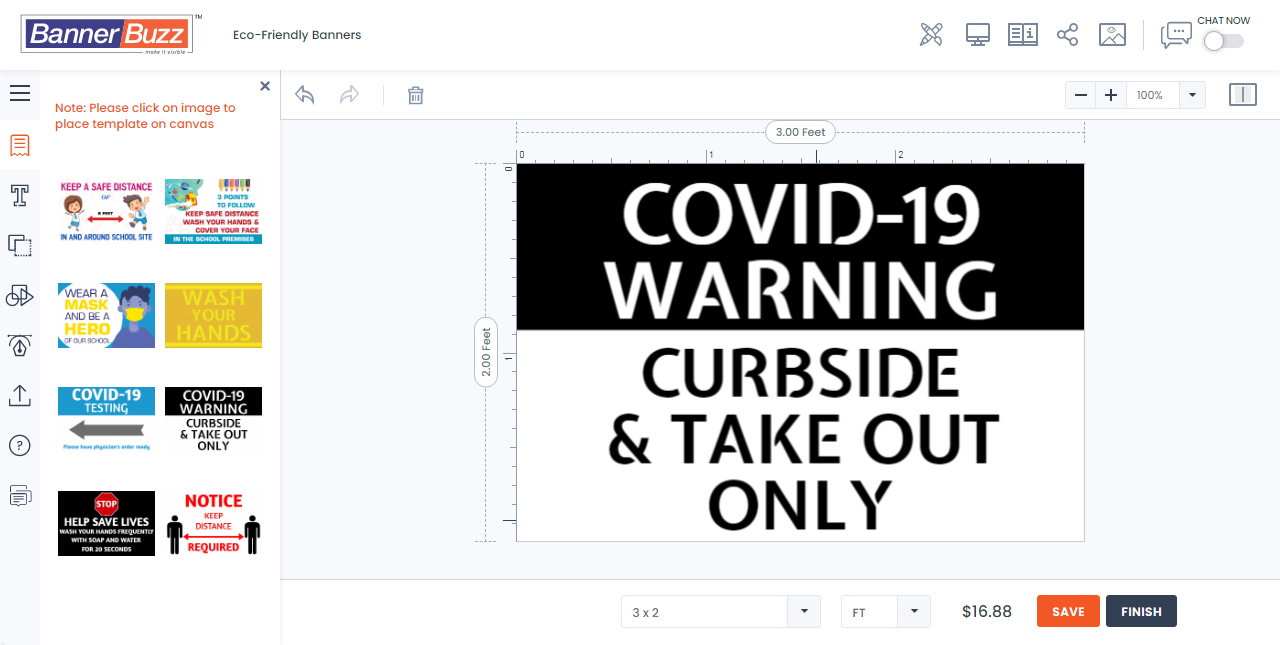 BannerBuzz™
make it visible
Eco-Friendly Banners
CHAT NOW
Note: Please click on image to
place template on canvas
100%
KEEP A SAFE DISTANCE
6 FEET
IN AND AROUND SCHOOL SITE
3 POINTS
TO FOLLOW
KEEP SAFE DISTANCE
WASH YOUR HANDS &
COVER YOUR FACE
IN THE SCHOOL PREMISES
WEAR A
MASK
AND BE A
HERO
OF OUR SCHOOL
WASH
YOUR
HANDS
COVID-19
TESTING
Please have physician's order ready
COVID-19
WARNING
CURBSIDE
& TAKE OUT
ONLY
STOP
HELP SAVE LIVES
WASH YOUR HANDS FREQUENTLY
WITH SOAP AND WATER
FOR 20 SECONDS
NOTICE
KEEP
DISTANCE
REQUIRED
3.00 Feet
0 1 2
0
1
2.00 Feet
COVID-19
WARNING
CURBSIDE
& TAKE OUT
ONLY
3 x 2
FT
$16.88
SAVE
FINISH